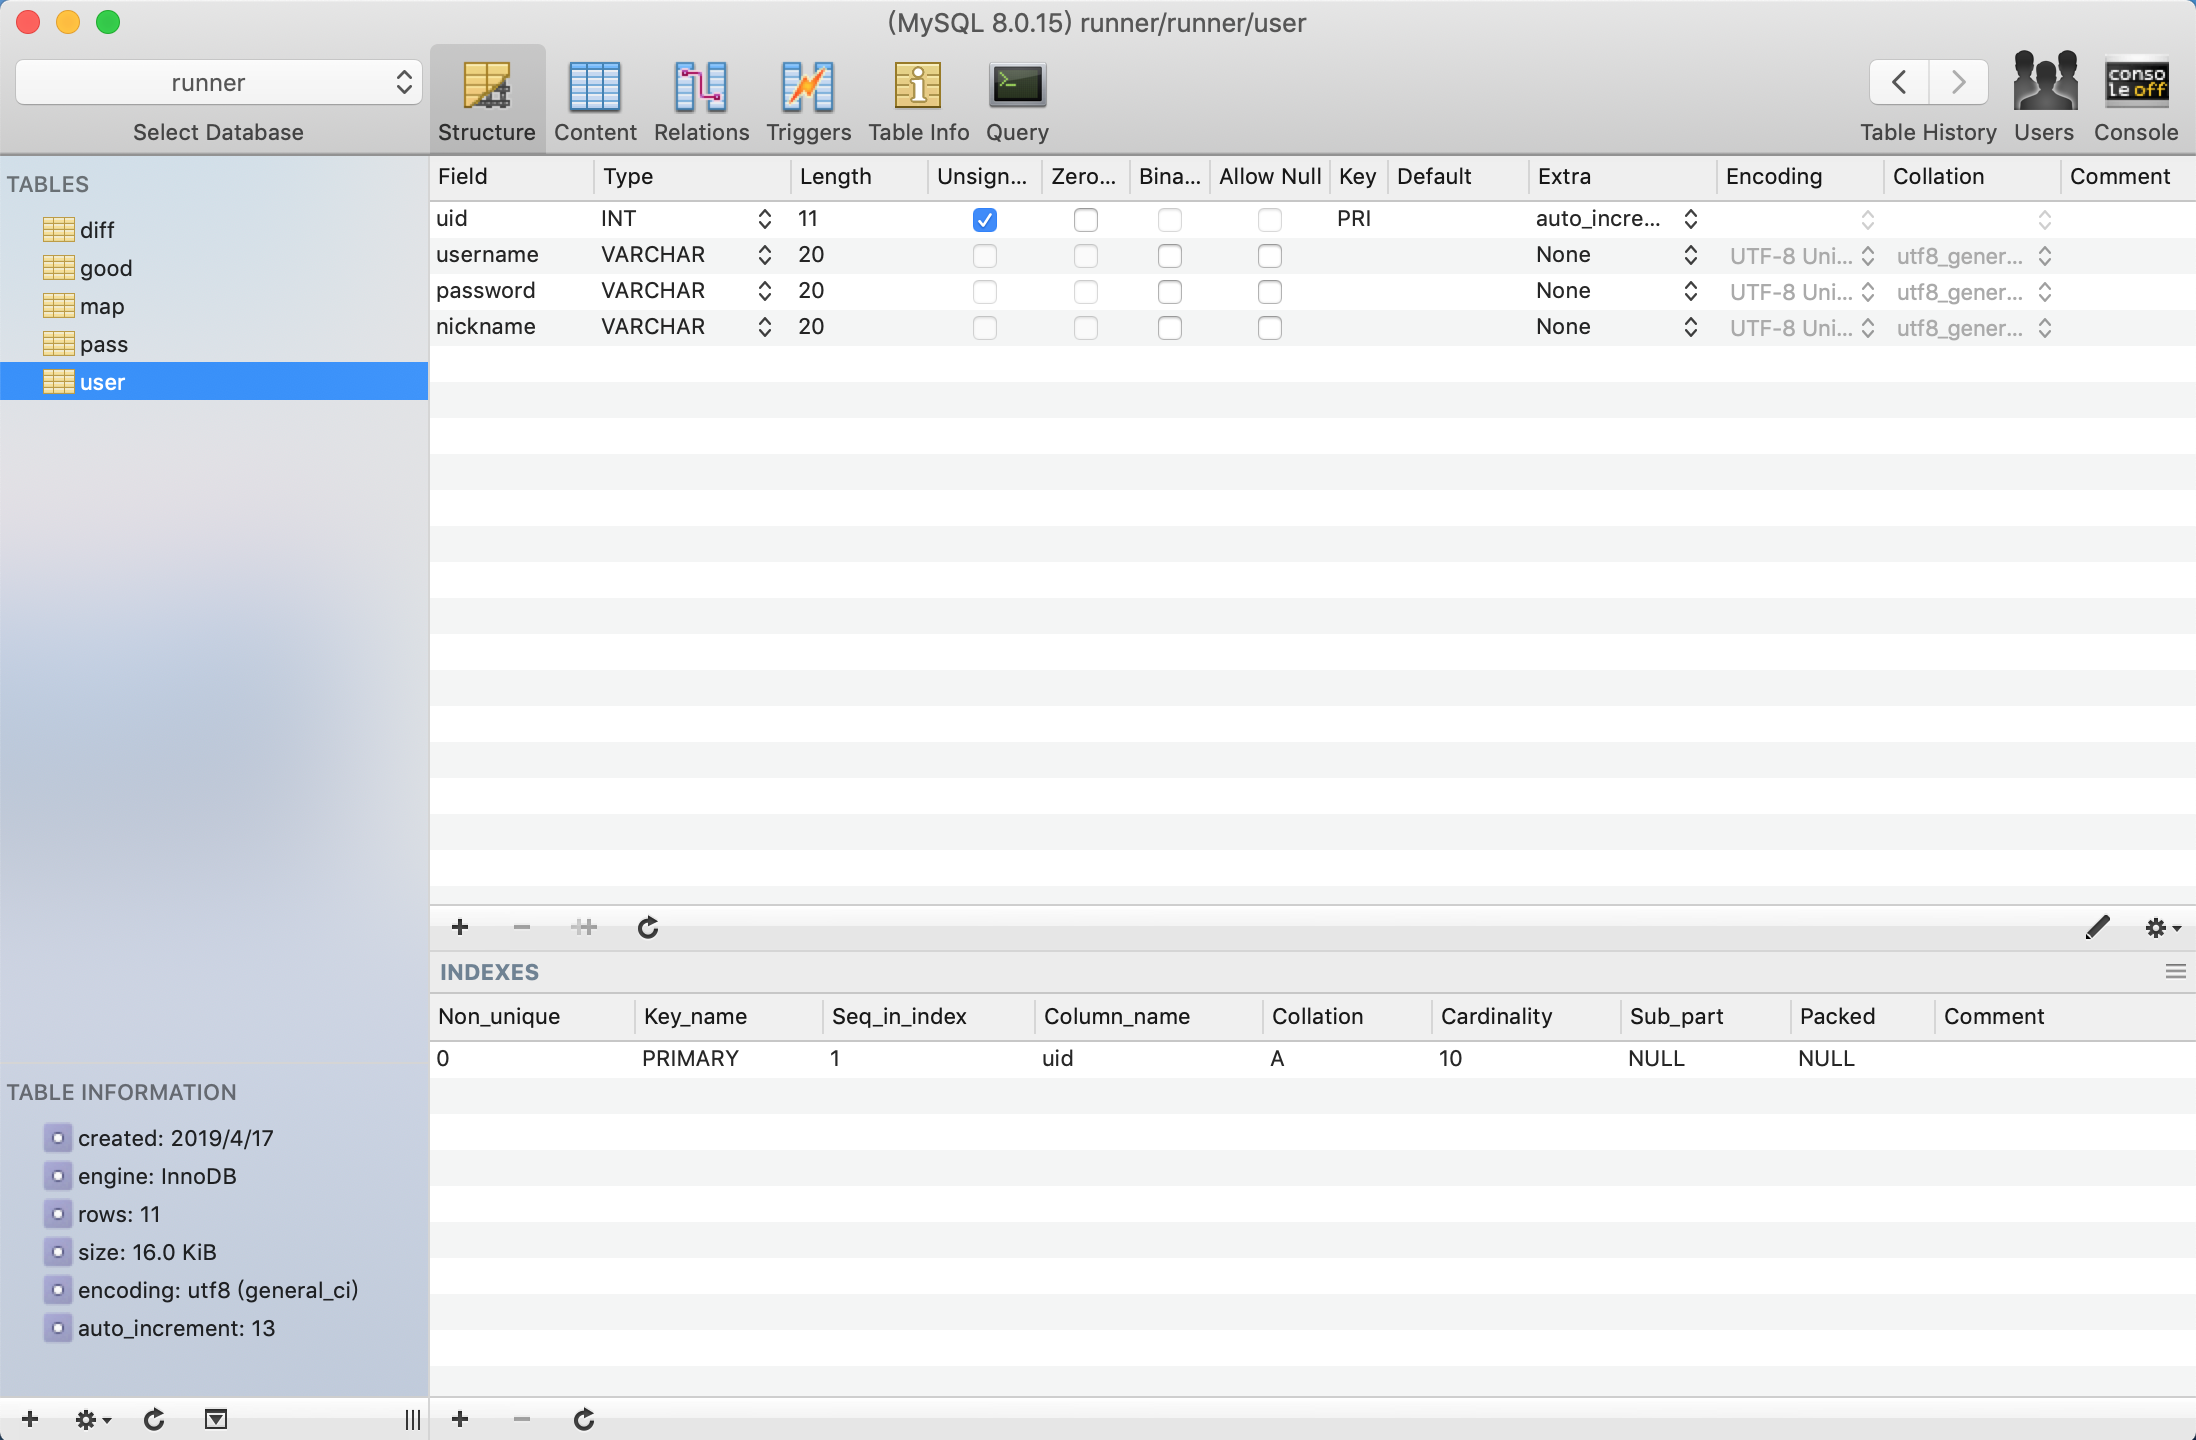 (MySQL 8.0.15) runner/runner/user
runner
Select Database
Structure Content Relations Triggers Table Info Query
conso
le off
Table History Users Console
TABLES
diff
good
map
pass
user
Field Type Length Unsign... Zero... Bina... Allow Null Key Default Extra Encoding Collation Comment
uid INT 11 PRI auto_incre...
username VARCHAR 20 None UTF-8 Uni... utf8_gener...
password VARCHAR 20 None UTF-8 Uni... utf8_gener...
nickname VARCHAR 20 None UTF-8 Uni... utf8_gener...
INDEXES
Non_unique Key_name Seq_in_index Column_name Collation Cardinality Sub_part Packed Comment
0 PRIMARY 1 uid A 10 NULL NULL
TABLE INFORMATION
created: 2019/4/17
engine: InnoDB
rows: 11
size: 16.0 KiB
encoding: utf8 (general_ci)
auto_increment: 13